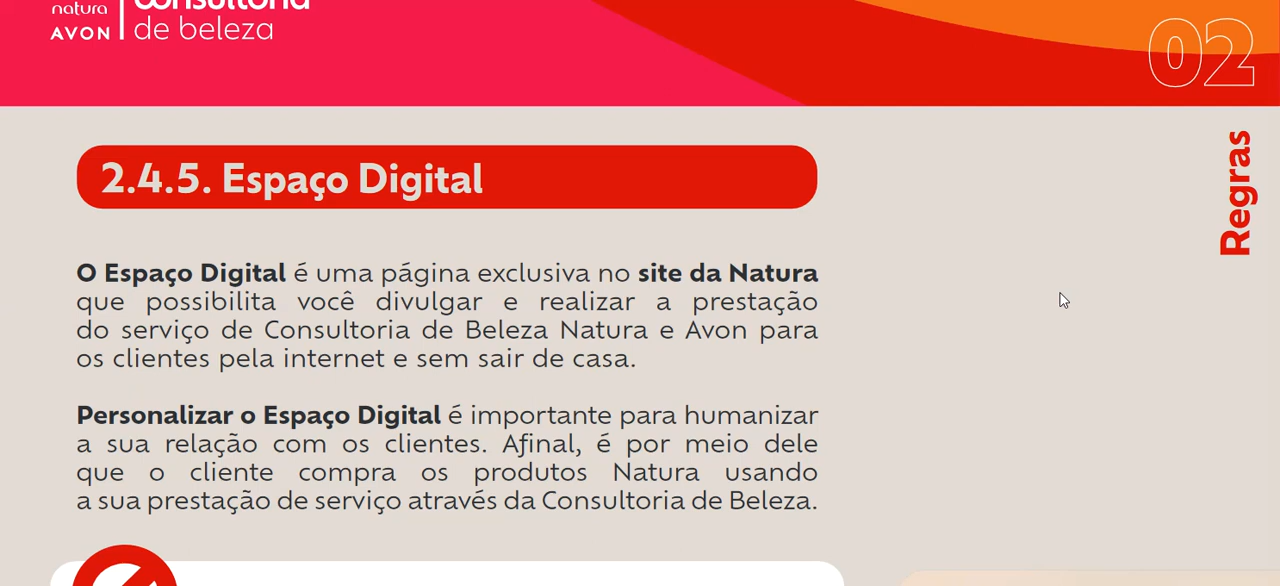 natura
AVON
consultoria
de beleza
02
Regras
2.4.5. Espaço Digital
O Espaço Digital é uma página exclusiva no site da Natura
que possibilita você divulgar e realizar a prestação
do serviço de Consultoria de Beleza Natura e Avon para
os clientes pela internet e sem sair de casa.
Personalizar o Espaço Digital é importante para humanizar
a sua relação com os clientes. Afinal, é por meio dele
que o cliente compra os produtos Natura usando
a sua prestação de serviço através da Consultoria de Beleza.